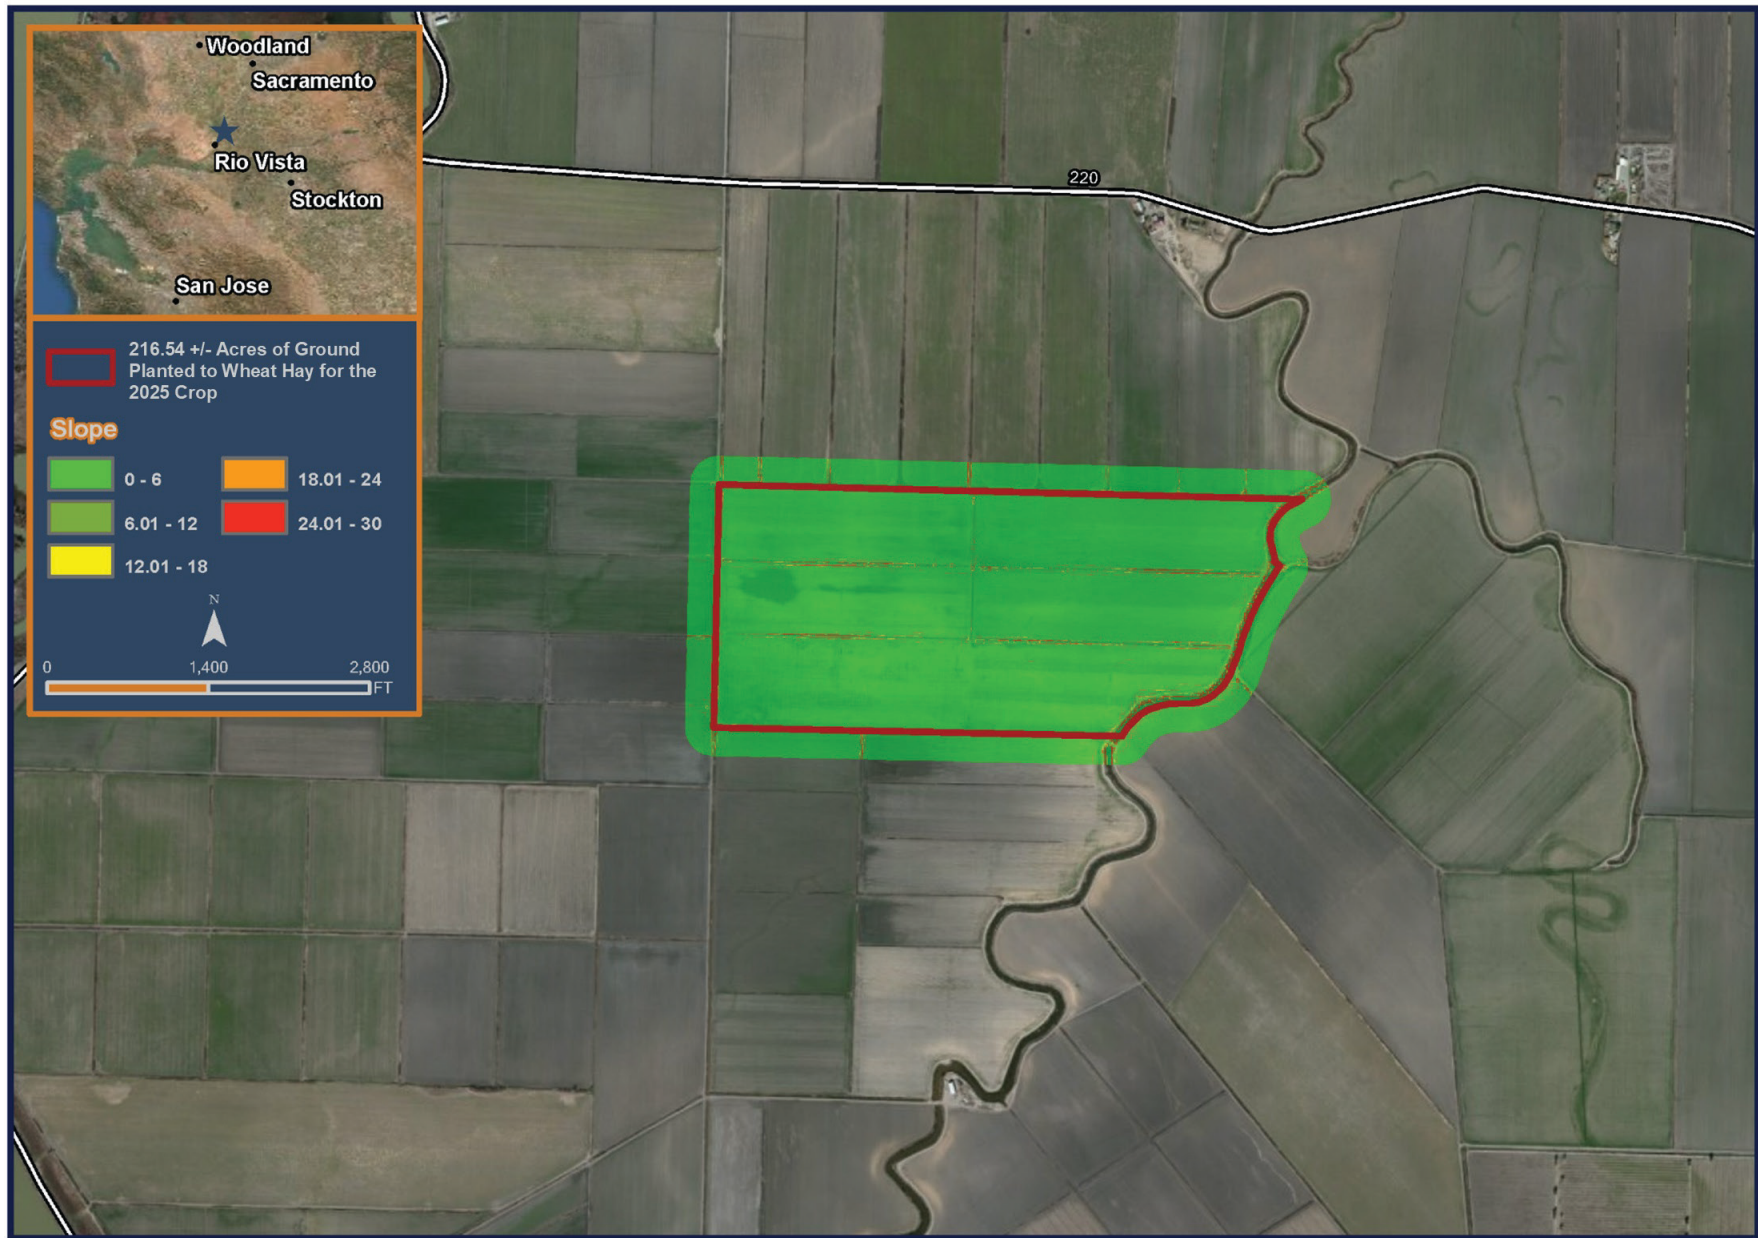 Woodland
Sacramento
Rio Vista
Stockton
San Jose
216.54 +/- Acres of Ground
Planted to Wheat Hay for the
2025 Crop
Slope
0 - 6
18.01 - 24
6.01 - 12
24.01 - 30
12.01 - 18
N
0 1,400 2,800
FT
220